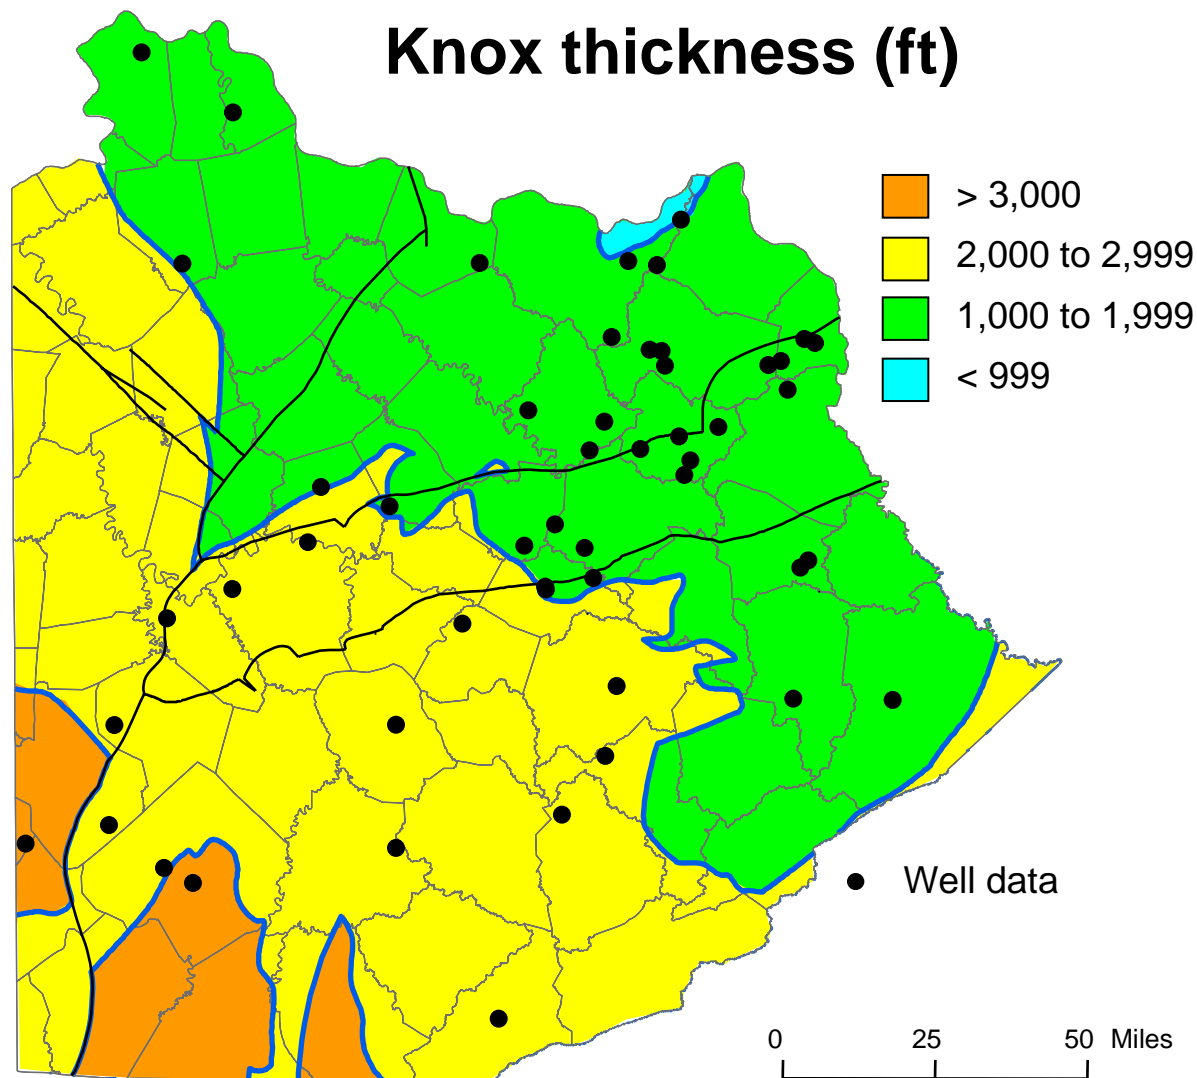 Knox thickness (ft)
> 3,000
2,000 to 2,999
1,000 to 1,999
< 999
Well data
0 25 50 Miles